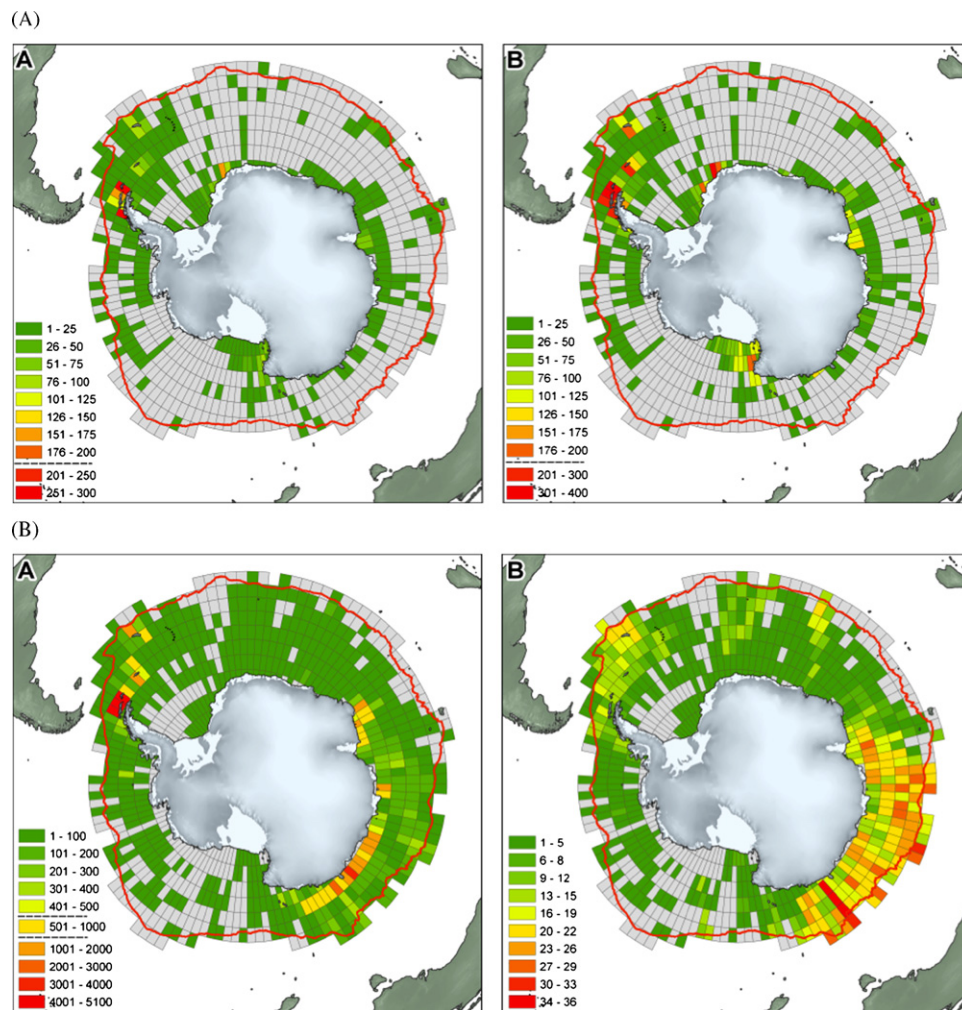 (A)
A
1 - 25
26 - 50
51 - 75
76 - 100
101 - 125
126 - 150
151 - 175
176 - 200
201 - 250
251 - 300
B
1 - 25
26 - 50
51 - 75
76 - 100
101 - 125
126 - 150
151 - 175
176 - 200
201 - 300
301 - 400
(B)
A
1 - 100
101 - 200
201 - 300
301 - 400
401 - 500
501 - 1000
1001 - 2000
2001 - 3000
3001 - 4000
4001 - 5100
B
1 - 5
6 - 8
9 - 12
13 - 15
16 - 19
20 - 22
23 - 26
27 - 29
30 - 33
34 - 36